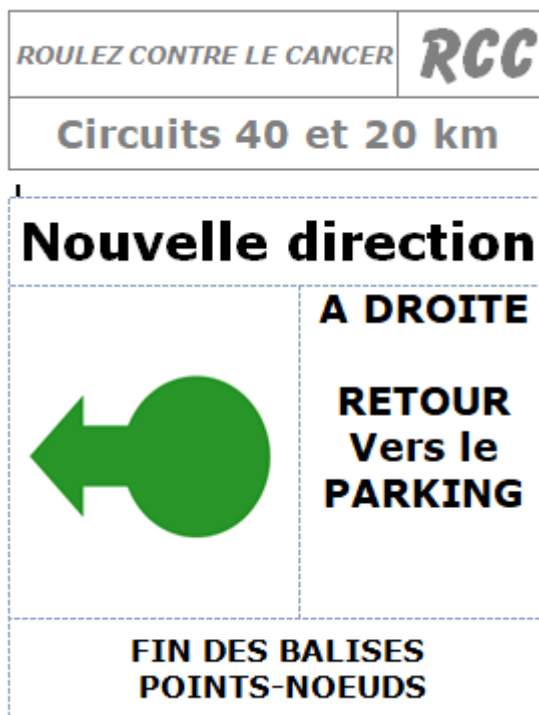 ROULEZ CONTRE LE CANCER
RCC
Circuits 40 et 20 km
Nouvelle direction
A DROITE
RETOUR
Vers le
PARKING
FIN DES BALISES
POINTS-NOEUDS